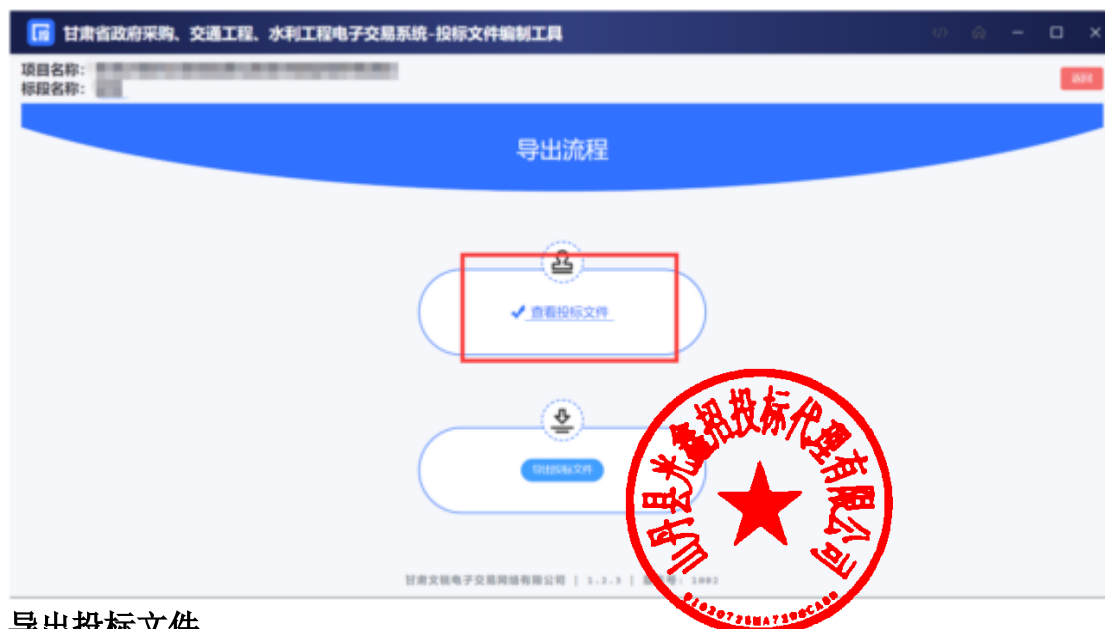 甘肃省政府采购、交通工程、水利工程电子交易系统-投标文件编制工具
项目名称:
标段名称:
返回
导出流程
查看投标文件
导出投标文件
山丹县光鑫招投标代理有限公司
甘肃文锐电子交易网络有限公司 | 1.2.3 |
号: 1002
导出投标文件